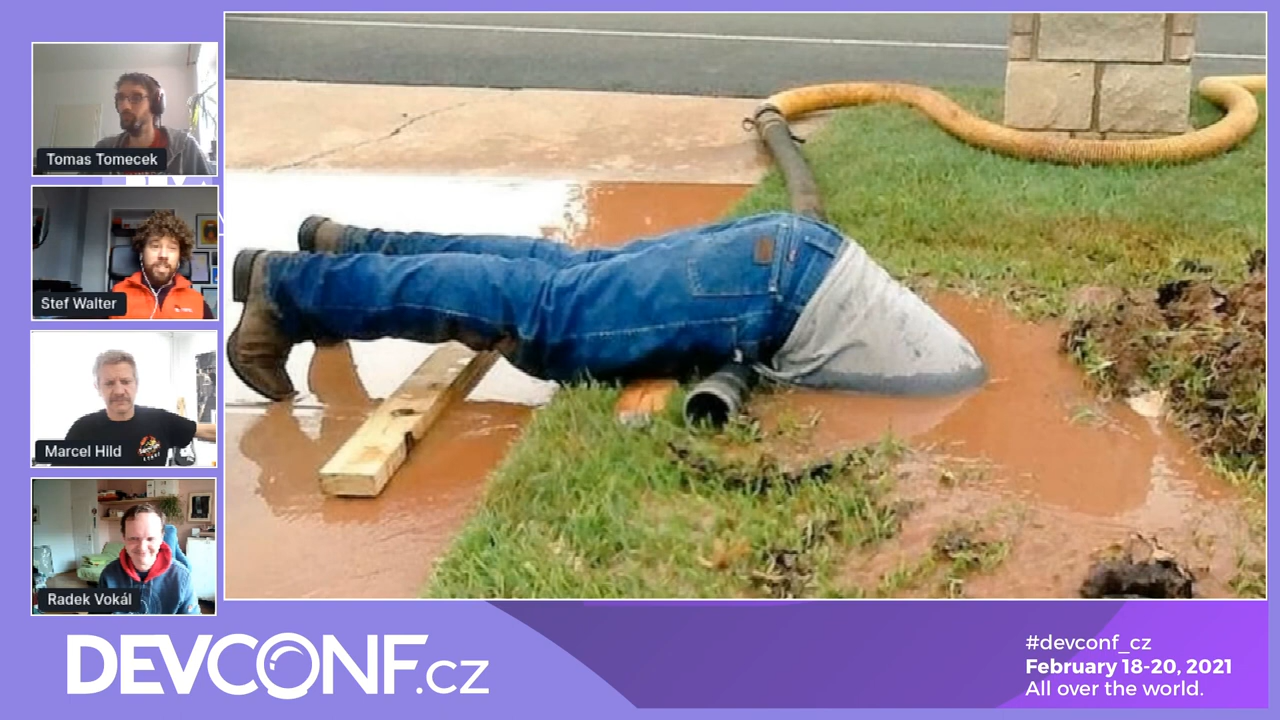 Tomas Tomecek
Stef Walter
Marcel Hild
Radek Vokál
DEVCONF.cz
#devconf_cz
February 18-20, 2021
All over the world.